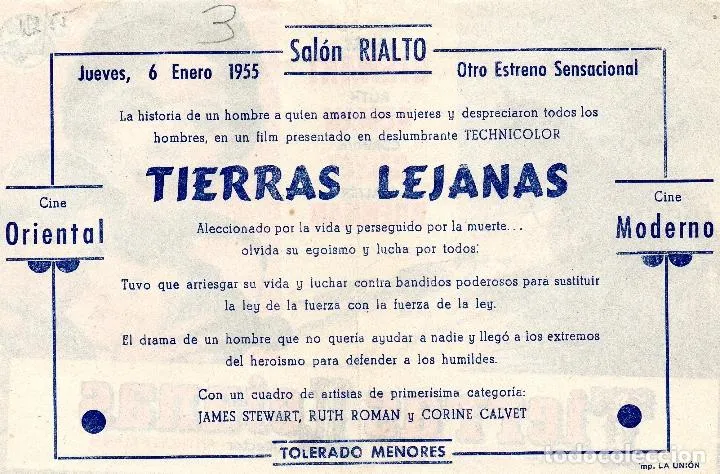 3
Salón RIALTO
Jueves, 6 Enero 1955
Otro Estreno Sensacional
La historia de un hombre a quien amaron dos mujeres y despreciaron todos los
hombres, en un film presentado en deslumbrante TECHNICOLOR
TIERRAS LEJANAS
Cine
Oriental
Cine
Moderno
Aleccionado por la vida y perseguido por la muerte...
olvida su egoismo y lucha por todos.
Tuvo que arriesgar su vida y luchar contra bandidos poderosos para sustituir
la ley de la fuerza con la fuerza de la ley.
El drama de un hombre que no quería ayudar a nadie y llegó a los extremos
del heroismo para defender a los humildes.
Con un cuadro de artistas de primerísima categoría:
JAMES STEWART, RUTH ROMAN y CORINE CALVET
TOLERADO MENORES
mp. LA UNIÓN
todocoleccion